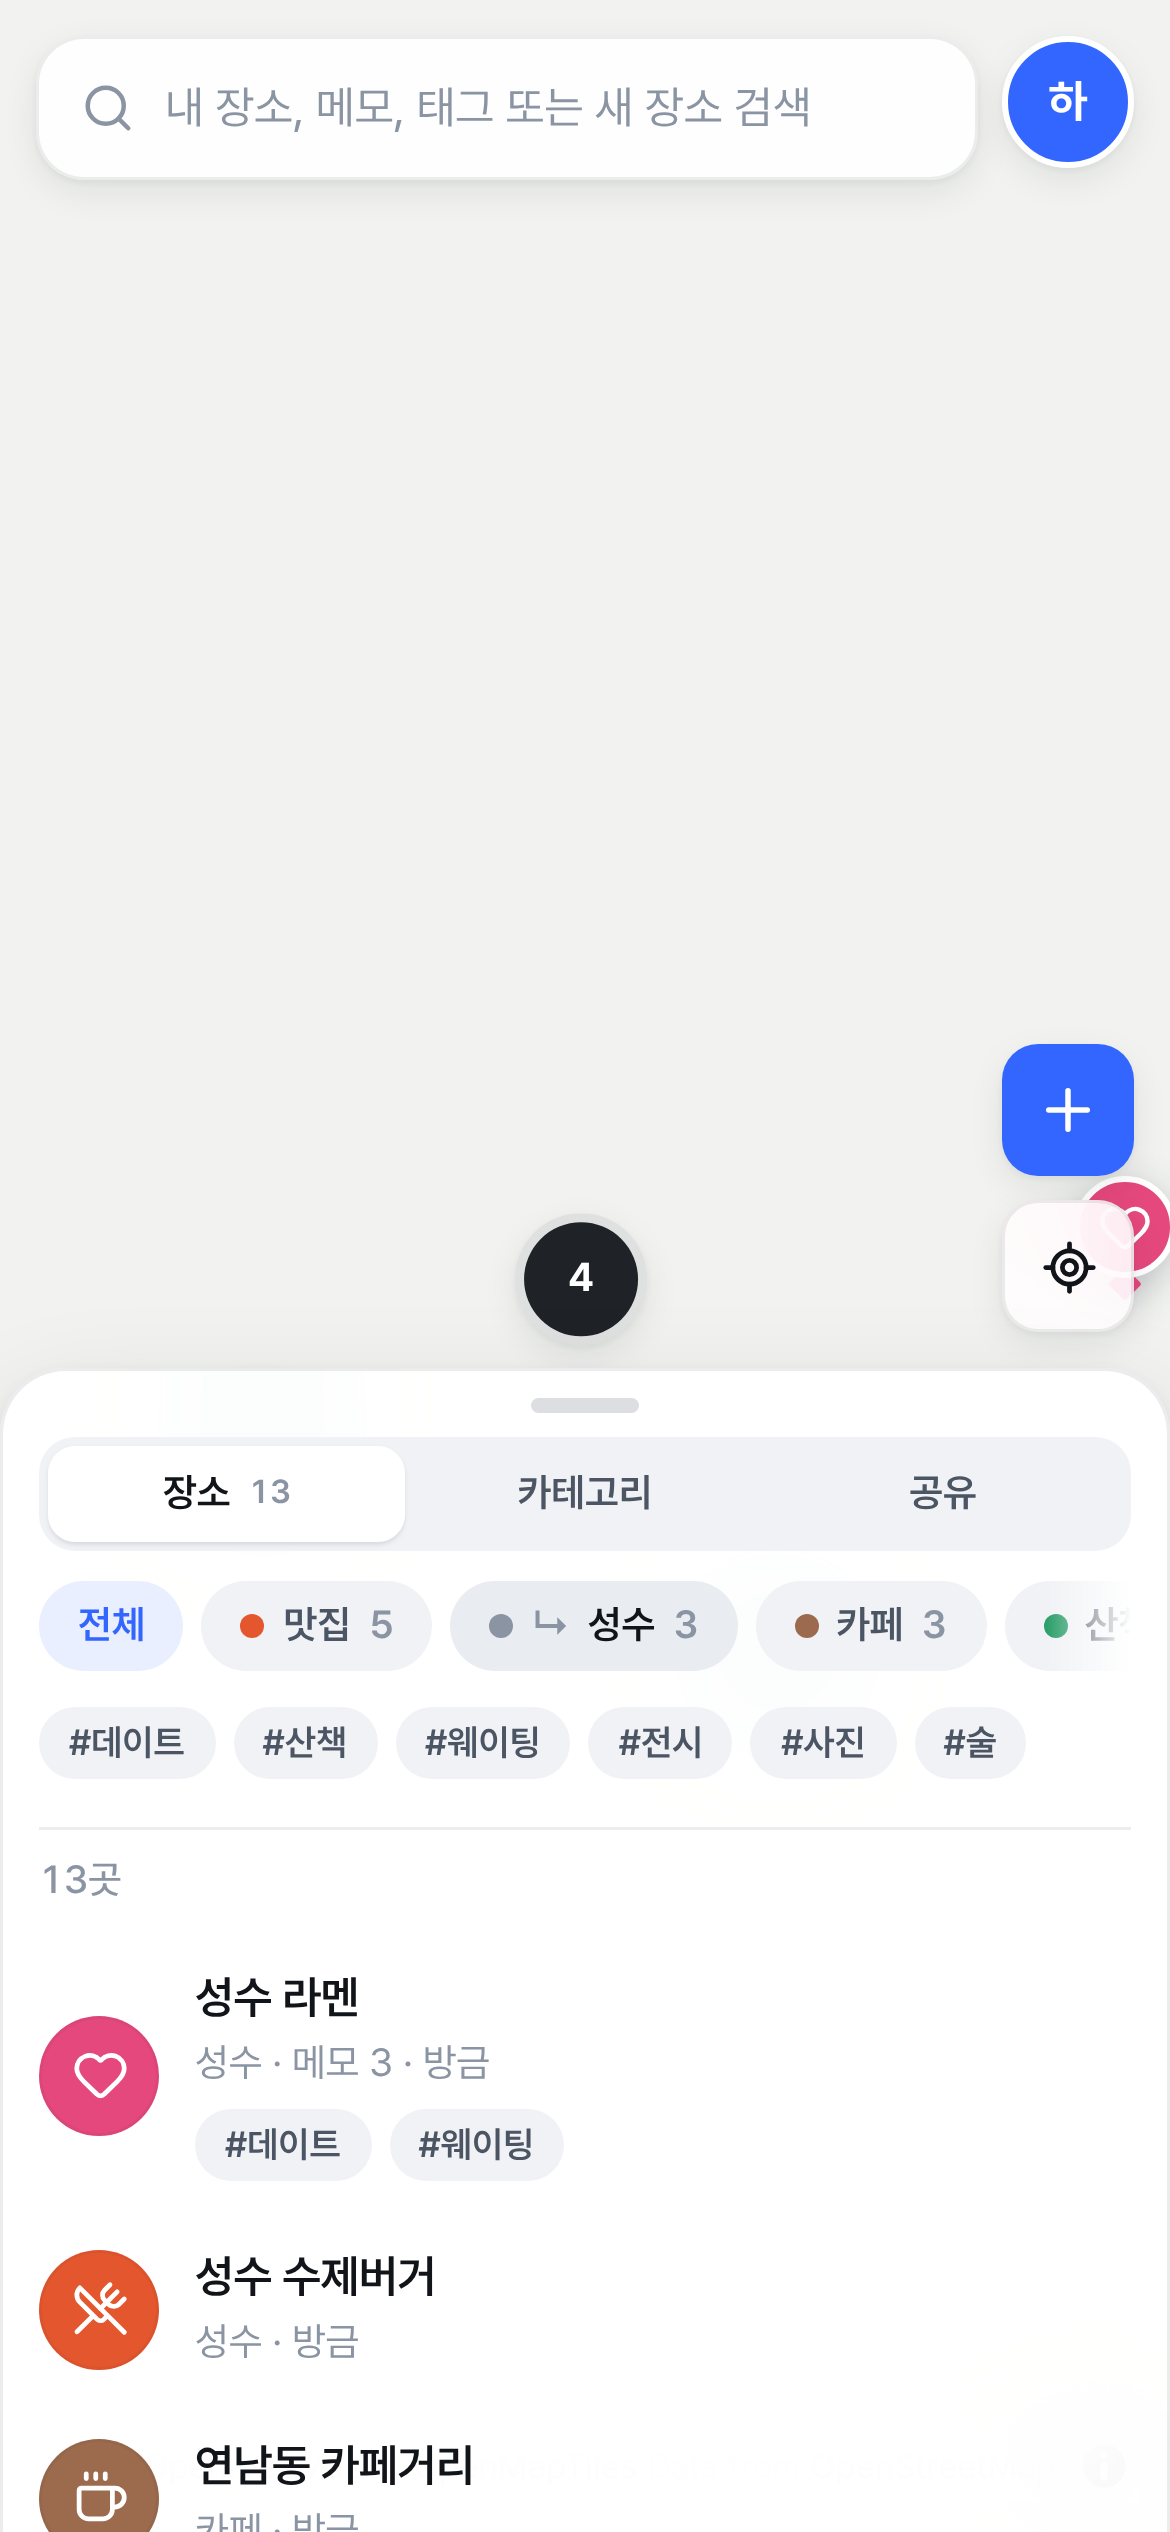 내 장소, 메모, 태그 또는 새 장소 검색
하
4
장소 13
카테고리
공유
전체
맛집 5
성수 3
카페 3
#데이트
#산책
#웨이팅
#전시
#사진
#술
13곳
성수 라멘
성수 · 메모 3 · 방금
#데이트 #웨이팅
성수 수제버거
성수 · 방금
연남동 카페거리
카페 · 방금